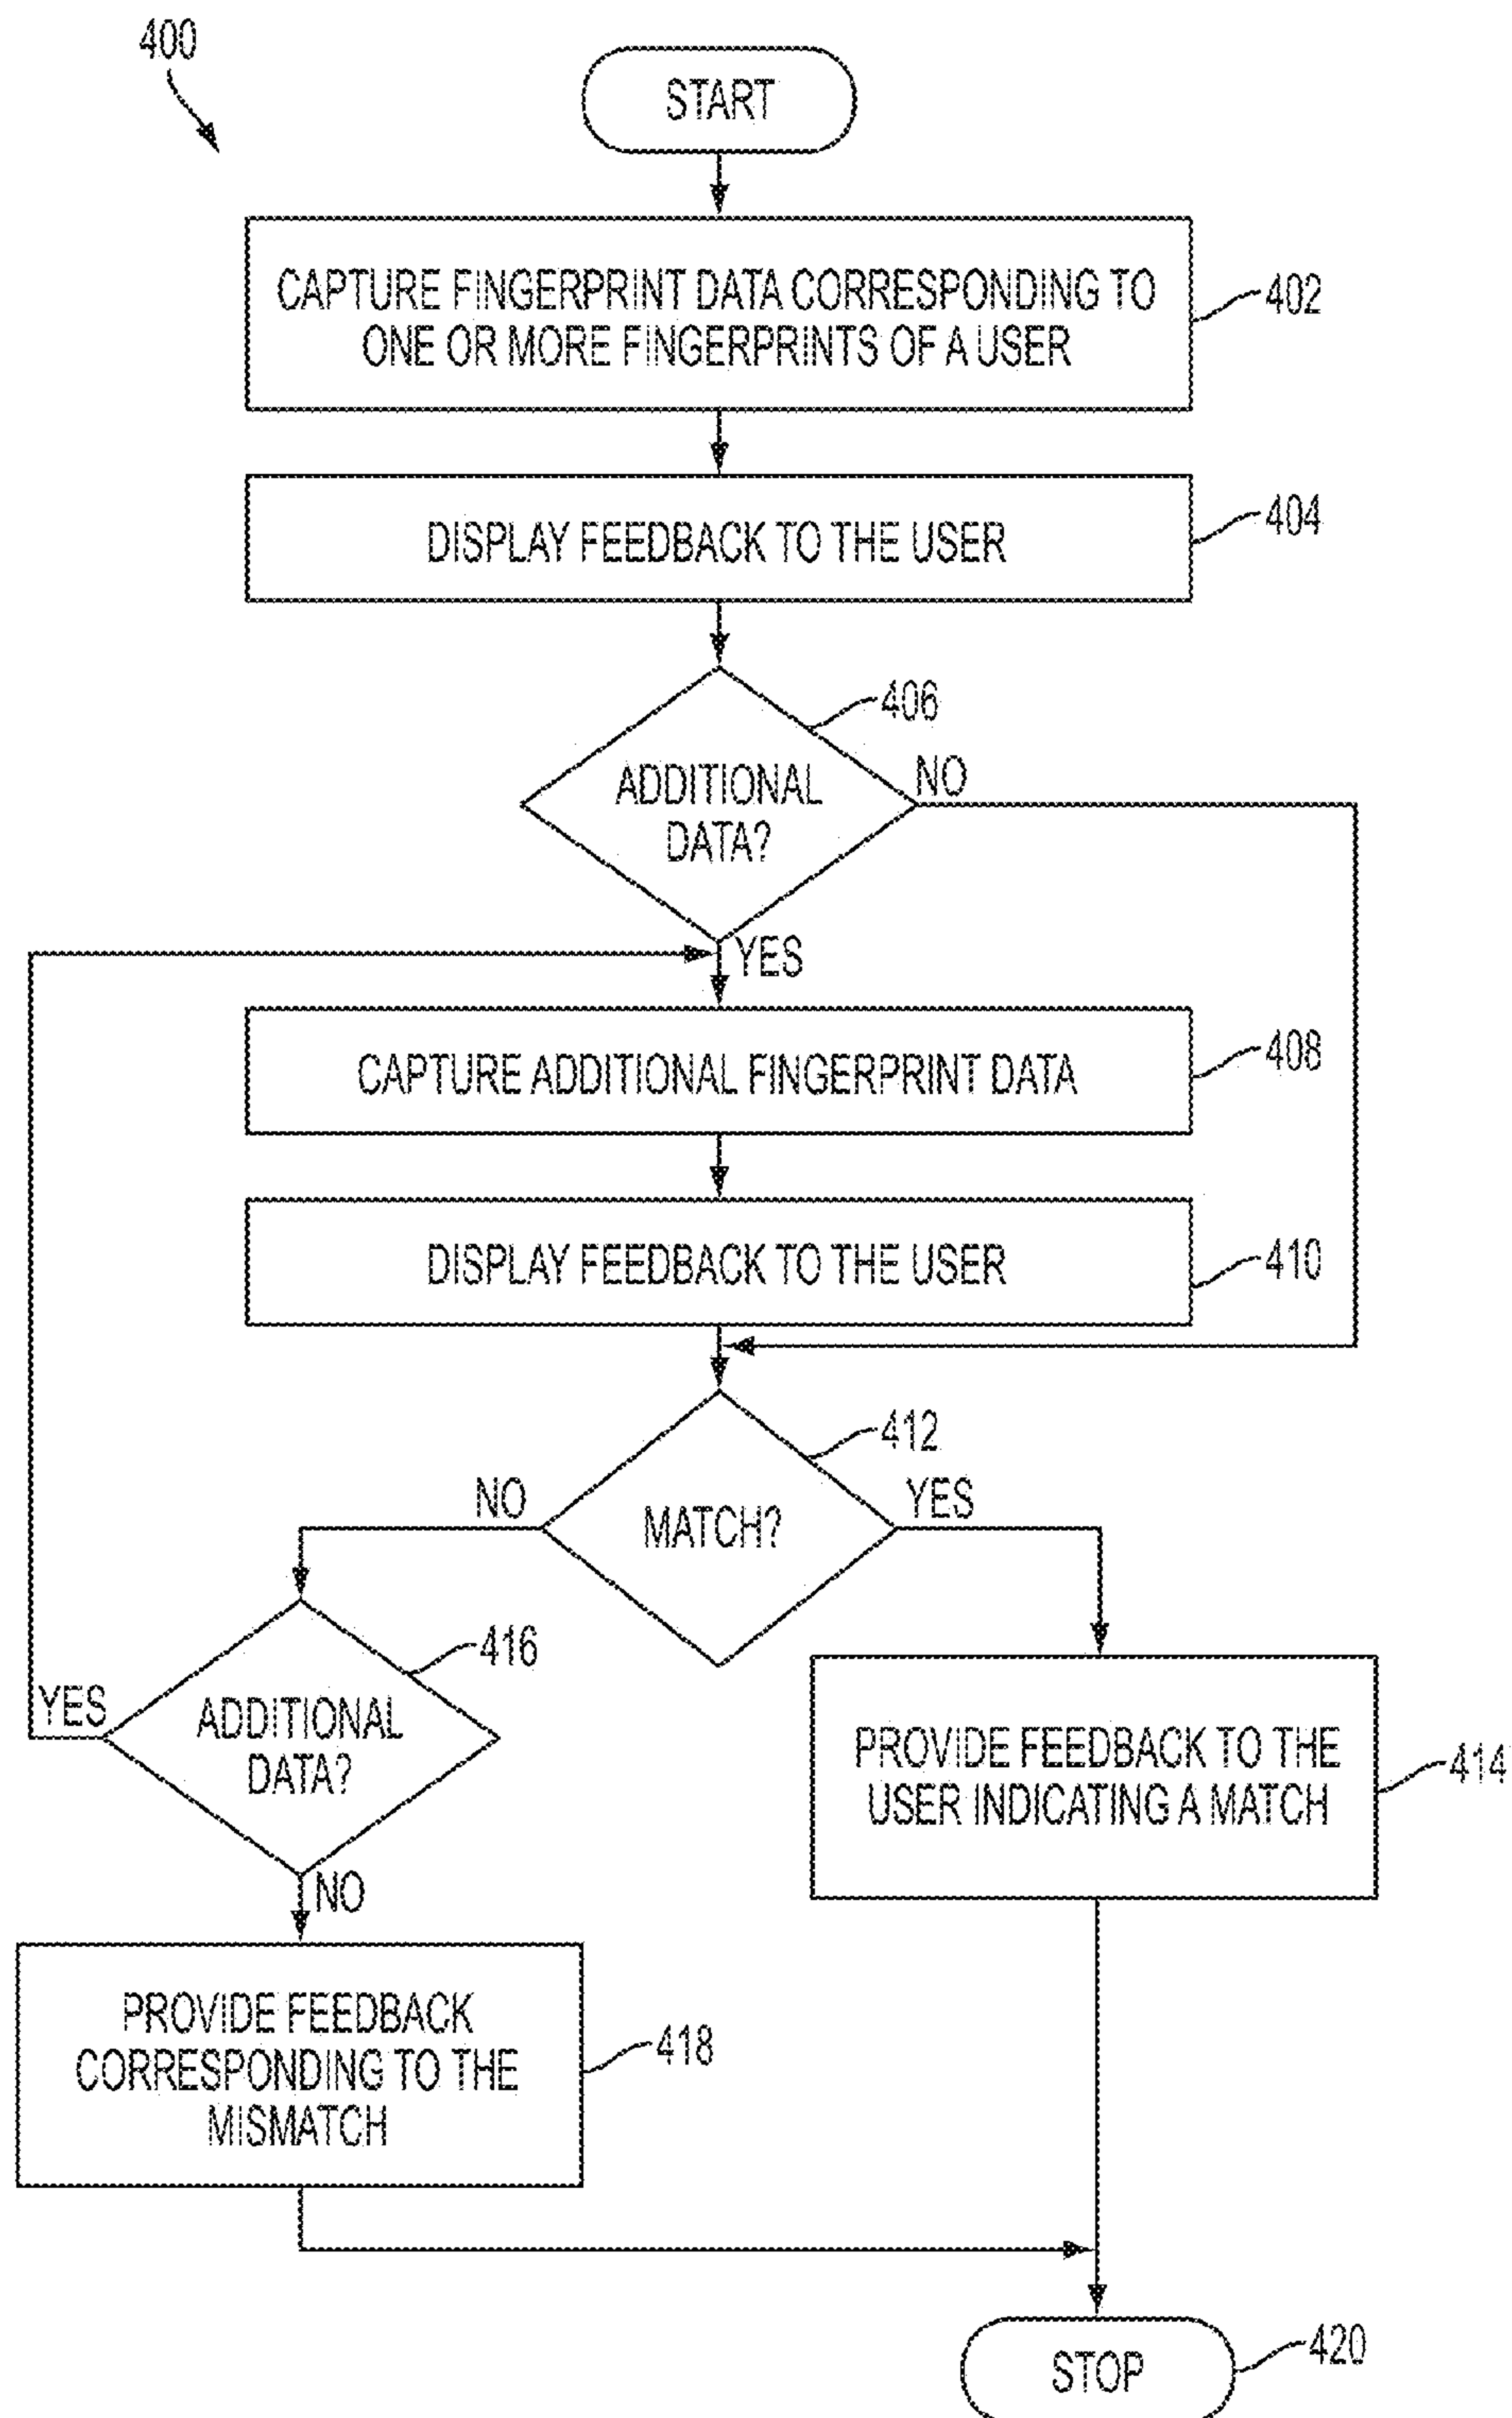 400
START
CAPTURE FINGERPRINT DATA CORRESPONDING TO
ONE OR MORE FINGERPRINTS OF A USER
402
DISPLAY FEEDBACK TO THE USER
404
406
ADDITIONAL
DATA?
NO
YES
CAPTURE ADDITIONAL FINGERPRINT DATA
408
DISPLAY FEEDBACK TO THE USER
410
412
MATCH?
NO
YES
416
ADDITIONAL
DATA?
YES
NO
PROVIDE FEEDBACK TO THE
USER INDICATING A MATCH
414
PROVIDE FEEDBACK
CORRESPONDING TO THE
MISMATCH
418
STOP
420